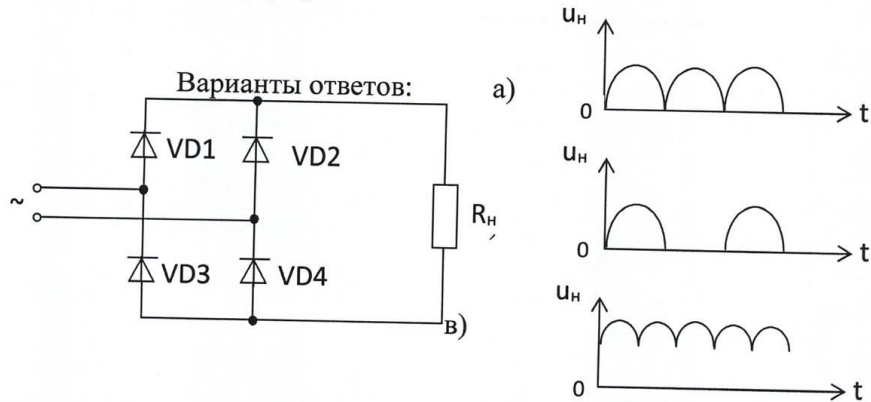 uн
Варианты ответов:
а)
0
t
VD1
VD2
uн
~
Rн
0
t
VD3
VD4
uн
в)
0
t